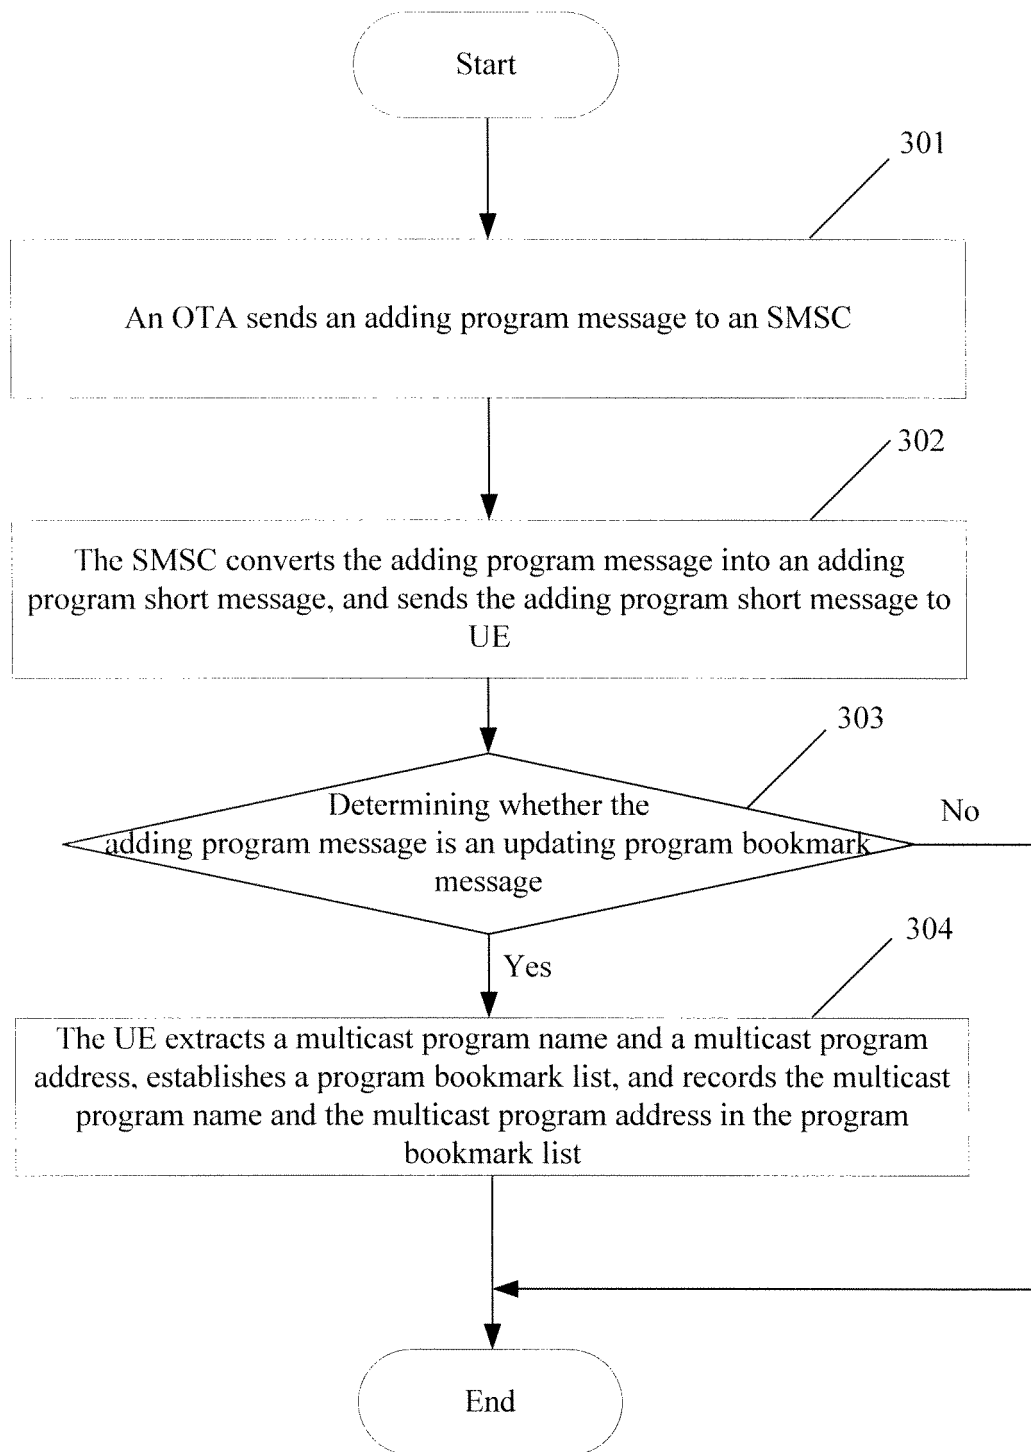 Start
301
An OTA sends an adding program message to an SMSC
302
The SMSC converts the adding program message into an adding
program short message, and sends the adding program short message to
UE
303
Determining whether the
adding program message is an updating program bookmark
message
No
Yes
304
The UE extracts a multicast program name and a multicast program
address, establishes a program bookmark list, and records the multicast
program name and the multicast program address in the program
bookmark list
End